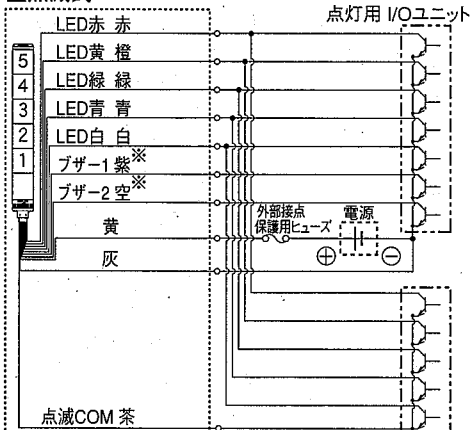 点灯用 I/Oユニット
LED赤 赤
LED黄 橙
LED緑 緑
LED青 青
LED白 白
ブザー1 紫※
ブザー2 空※
黄
灰
外部接点
保護用ヒューズ
電源
+ -
5
4
3
2
1
点滅COM 茶